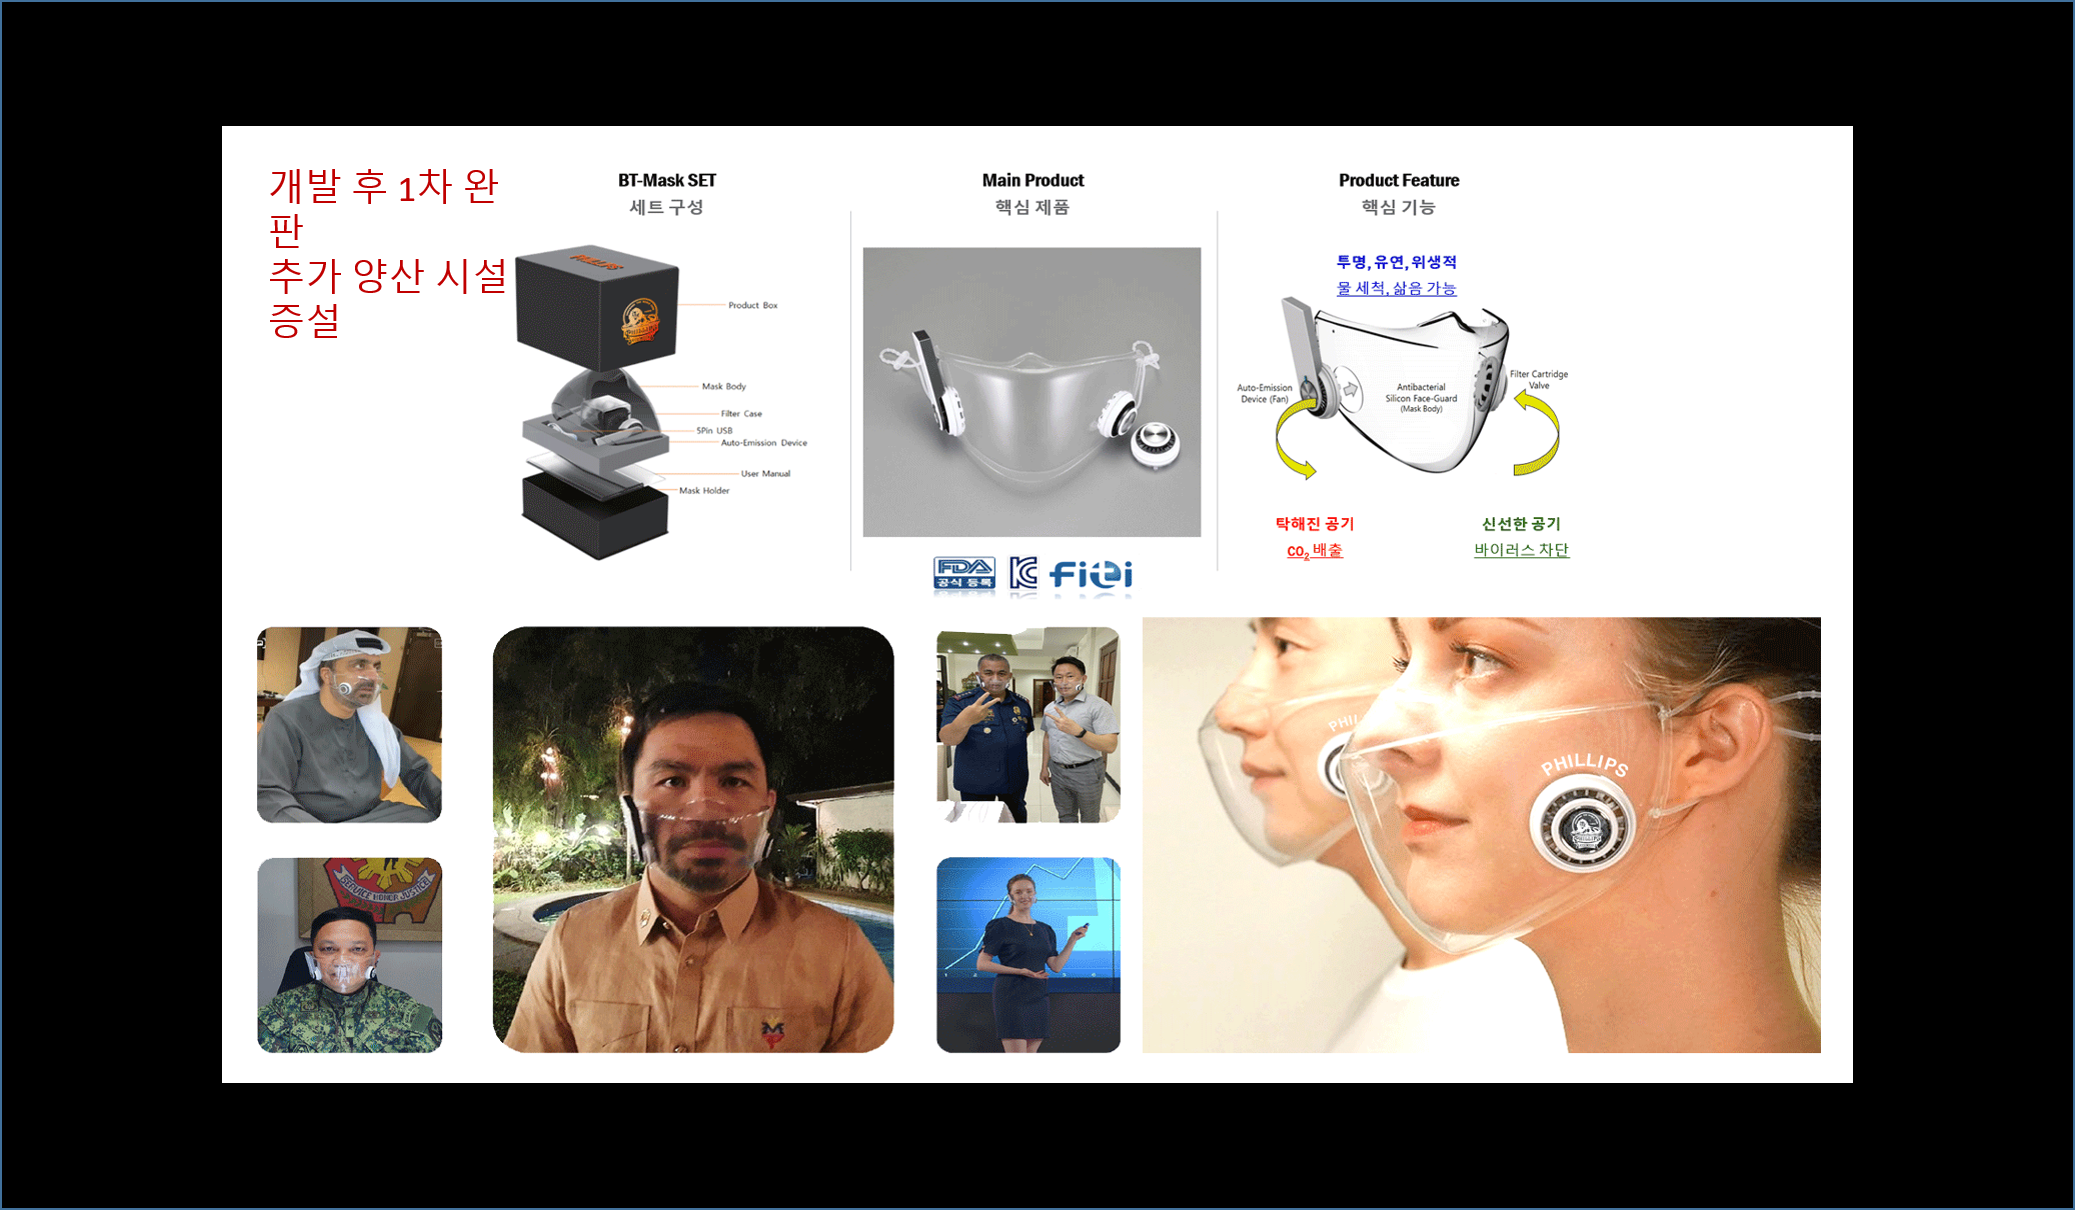 개발 후 1차 완
판
추가 양산 시설
증설
BT-Mask SET
세트 구성
PHILLIPS
Product Box
PHILLIPS
Mask Body
Filter Case
5Pin USB
Auto-Emission Device
User Manual
Mask Holder
Main Product
핵심 제품
FDA
공식 등록
KC
fiti
Product Feature
핵심 기능
투명, 유연, 위생적
물 세척, 삶음 가능
Auto-Emission
Device (Fan)
Antibacterial
Silicon Face-Guard
(Mask Body)
Filter Cartridge
Valve
탁해진 공기
CO₂ 배출
신선한 공기
바이러스 차단
SERVICE HONOR JUSTICE
PHIL
PHILLIPS